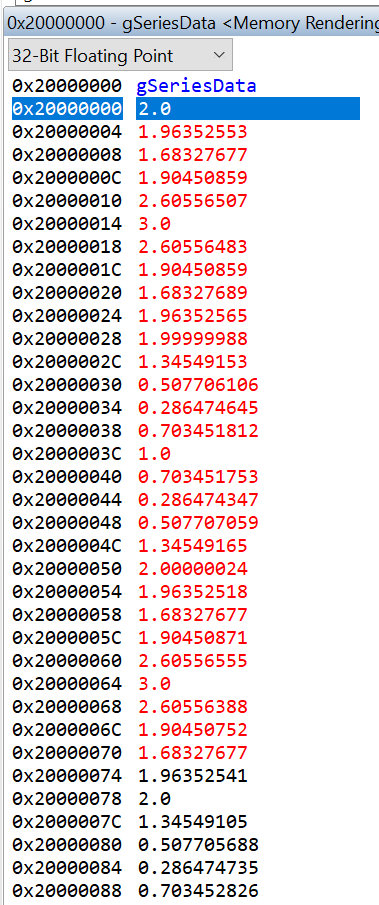 0x20000000 - gSeriesData <Memory Rendering
32-Bit Floating Point
0x20000000 gSeriesData
0x20000000 2.0
0x20000004 1.96352553
0x20000008 1.68327677
0x2000000C 1.90450859
0x20000010 2.60556507
0x20000014 3.0
0x20000018 2.60556483
0x2000001C 1.90450859
0x20000020 1.68327689
0x20000024 1.96352565
0x20000028 1.99999988
0x2000002C 1.34549153
0x20000030 0.507706106
0x20000034 0.286474645
0x20000038 0.703451812
0x2000003C 1.0
0x20000040 0.703451753
0x20000044 0.286474347
0x20000048 0.507707059
0x2000004C 1.34549165
0x20000050 2.00000024
0x20000054 1.96352518
0x20000058 1.68327677
0x2000005C 1.90450871
0x20000060 2.60556555
0x20000064 3.0
0x20000068 2.60556388
0x2000006C 1.90450752
0x20000070 1.68327677
0x20000074 1.96352541
0x20000078 2.0
0x2000007C 1.34549105
0x20000080 0.507705688
0x20000084 0.286474735
0x20000088 0.703452826